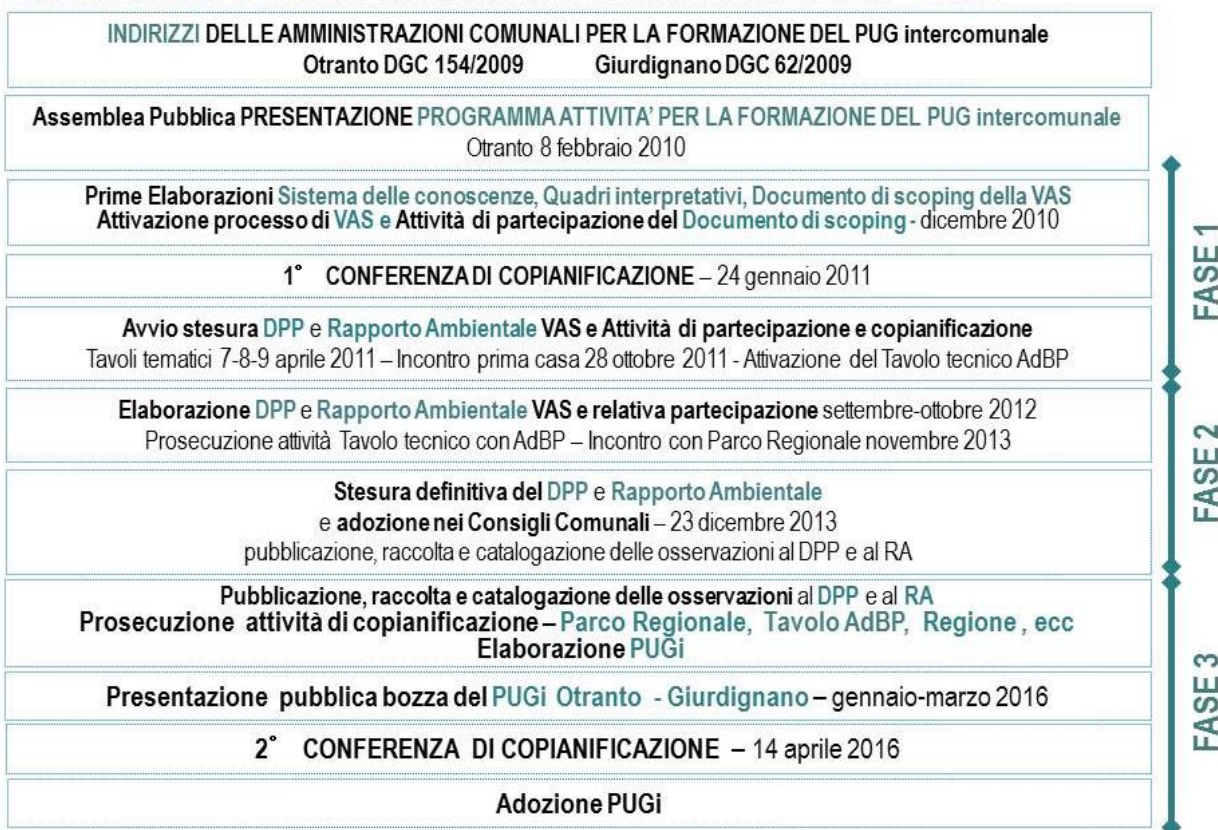 INDIRIZZI DELLE AMMINISTRAZIONI COMUNALI PER LA FORMAZIONE DEL PUG intercomunale
Otranto DGC 154/2009 Giurdignano DGC 62/2009
Assemblea Pubblica PRESENTAZIONE PROGRAMMA ATTIVITA' PER LA FORMAZIONE DEL PUG intercomunale
Otranto 8 febbraio 2010
Prime Elaborazioni Sistema delle conoscenze, Quadri interpretativi, Documento di scoping della VAS
Attivazione processo di VAS e Attività di partecipazione del Documento di scoping - dicembre 2010
1° CONFERENZA DI COPIANIFICAZIONE – 24 gennaio 2011
Avvio stesura DPP e Rapporto Ambientale VAS e Attività di partecipazione e copianificazione
Tavoli tematici 7-8-9 aprile 2011 – Incontro prima casa 28 ottobre 2011 - Attivazione del Tavolo tecnico AdBP
FASE 1
Elaborazione DPP e Rapporto Ambientale VAS e relativa partecipazione settembre-ottobre 2012
Prosecuzione attività Tavolo tecnico con AdBP – Incontro con Parco Regionale novembre 2013
Stesura definitiva del DPP e Rapporto Ambientale
e adozione nei Consigli Comunali – 23 dicembre 2013
pubblicazione, raccolta e catalogazione delle osservazioni al DPP e al RA
FASE 2
Pubblicazione, raccolta e catalogazione delle osservazioni al DPP e al RA
Prosecuzione attività di copianificazione – Parco Regionale, Tavolo AdBP, Regione , ecc
Elaborazione PUGi
Presentazione pubblica bozza del PUGi Otranto - Giurdignano – gennaio-marzo 2016
2° CONFERENZA DI COPIANIFICAZIONE – 14 aprile 2016
Adozione PUGi
FASE 3